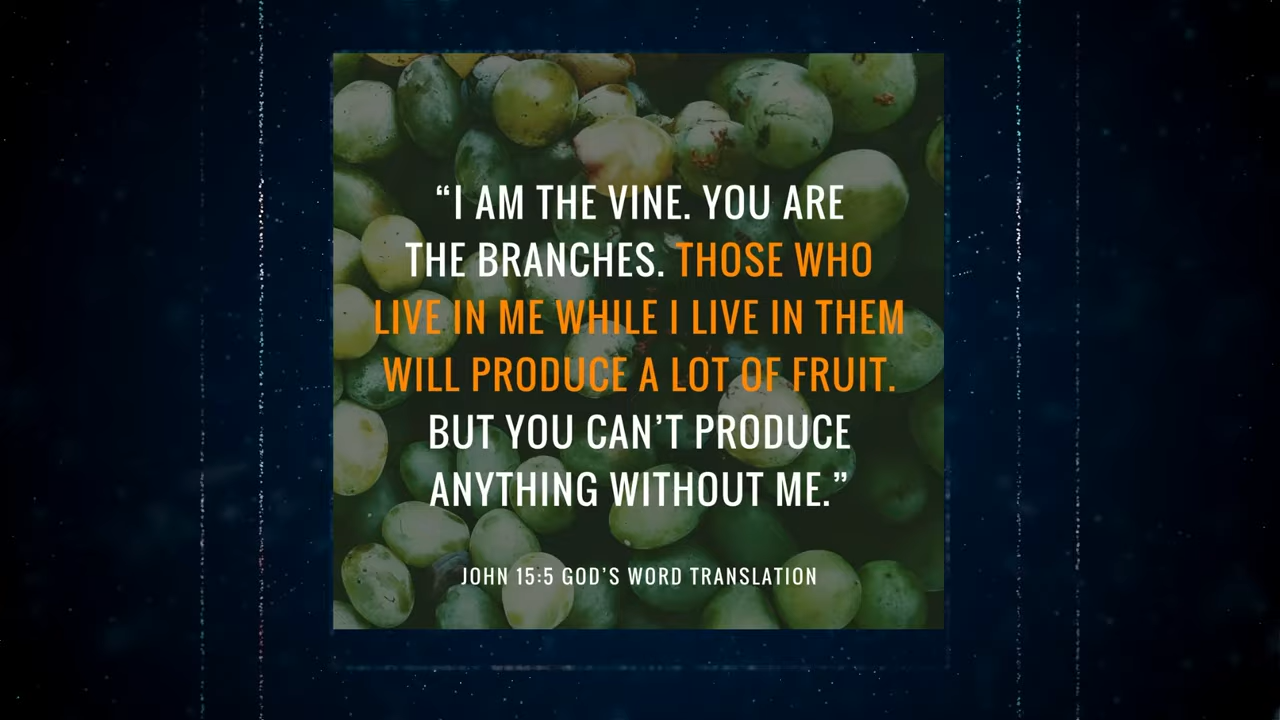 “I AM THE VINE. YOU ARE
THE BRANCHES. THOSE WHO
LIVE IN ME WHILE I LIVE IN THEM
WILL PRODUCE A LOT OF FRUIT.
BUT YOU CAN’T PRODUCE
ANYTHING WITHOUT ME.”
JOHN 15:5 GOD’S WORD TRANSLATION